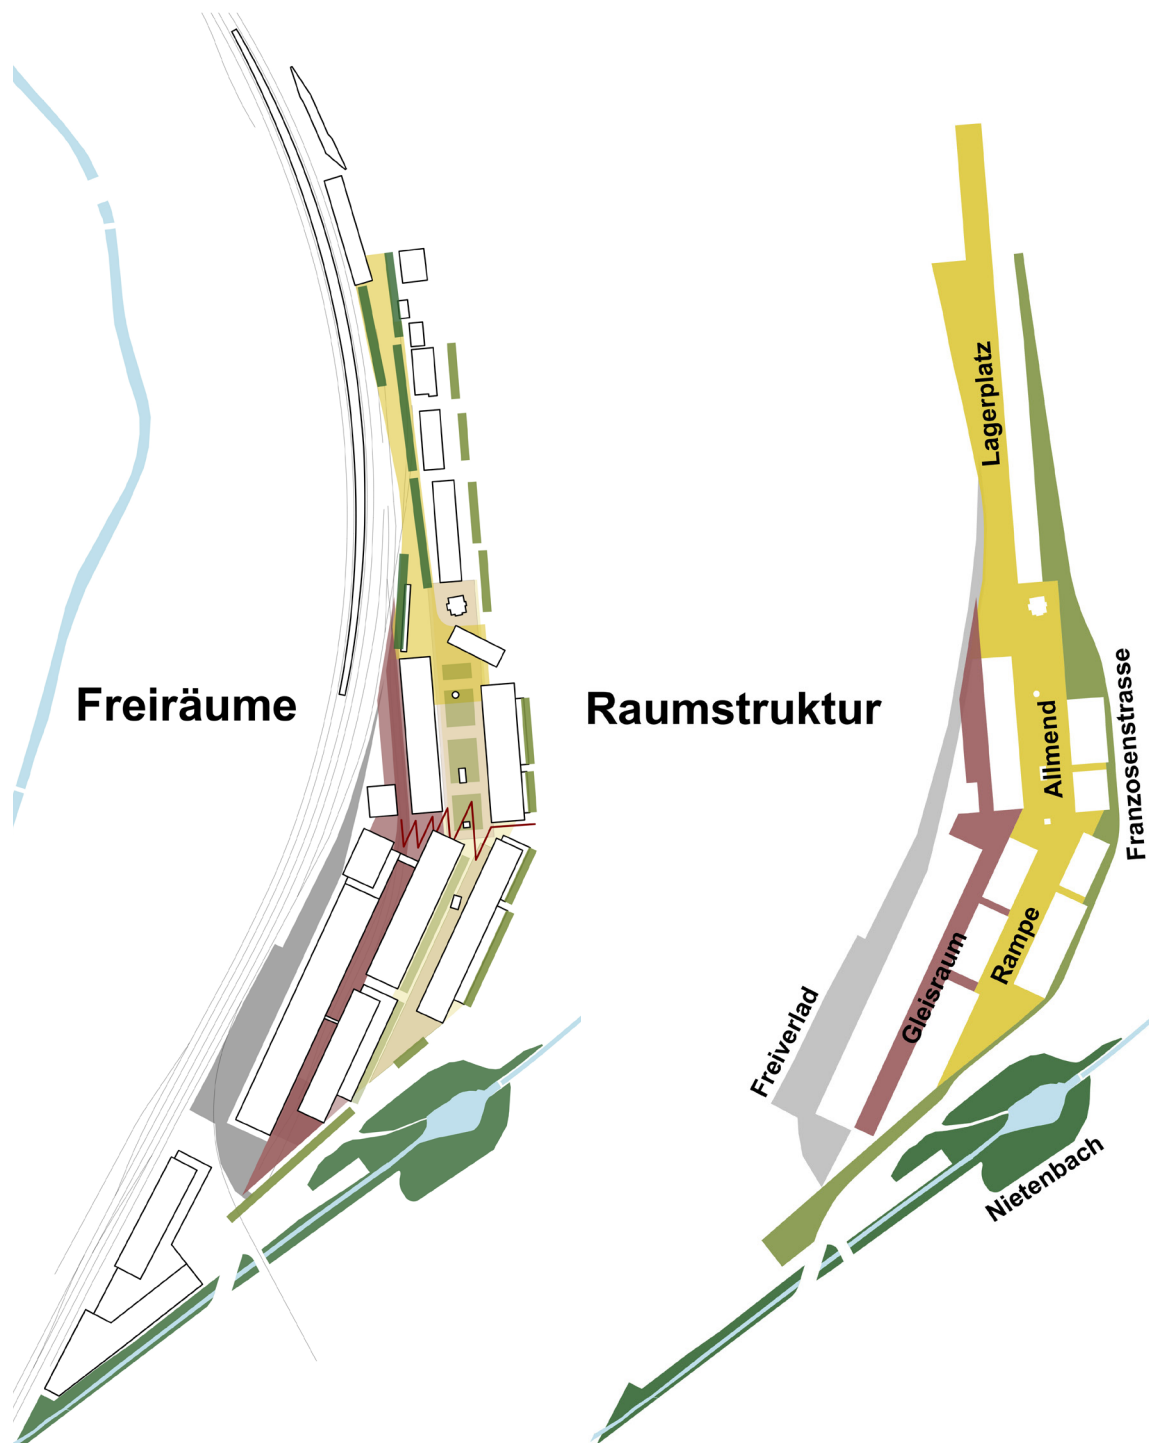 Freiräume
Raumstruktur
Lagerplatz
Allmend
Franzosenstrasse
Rampe
Gleisraum
Freiverlad
Nietenbach